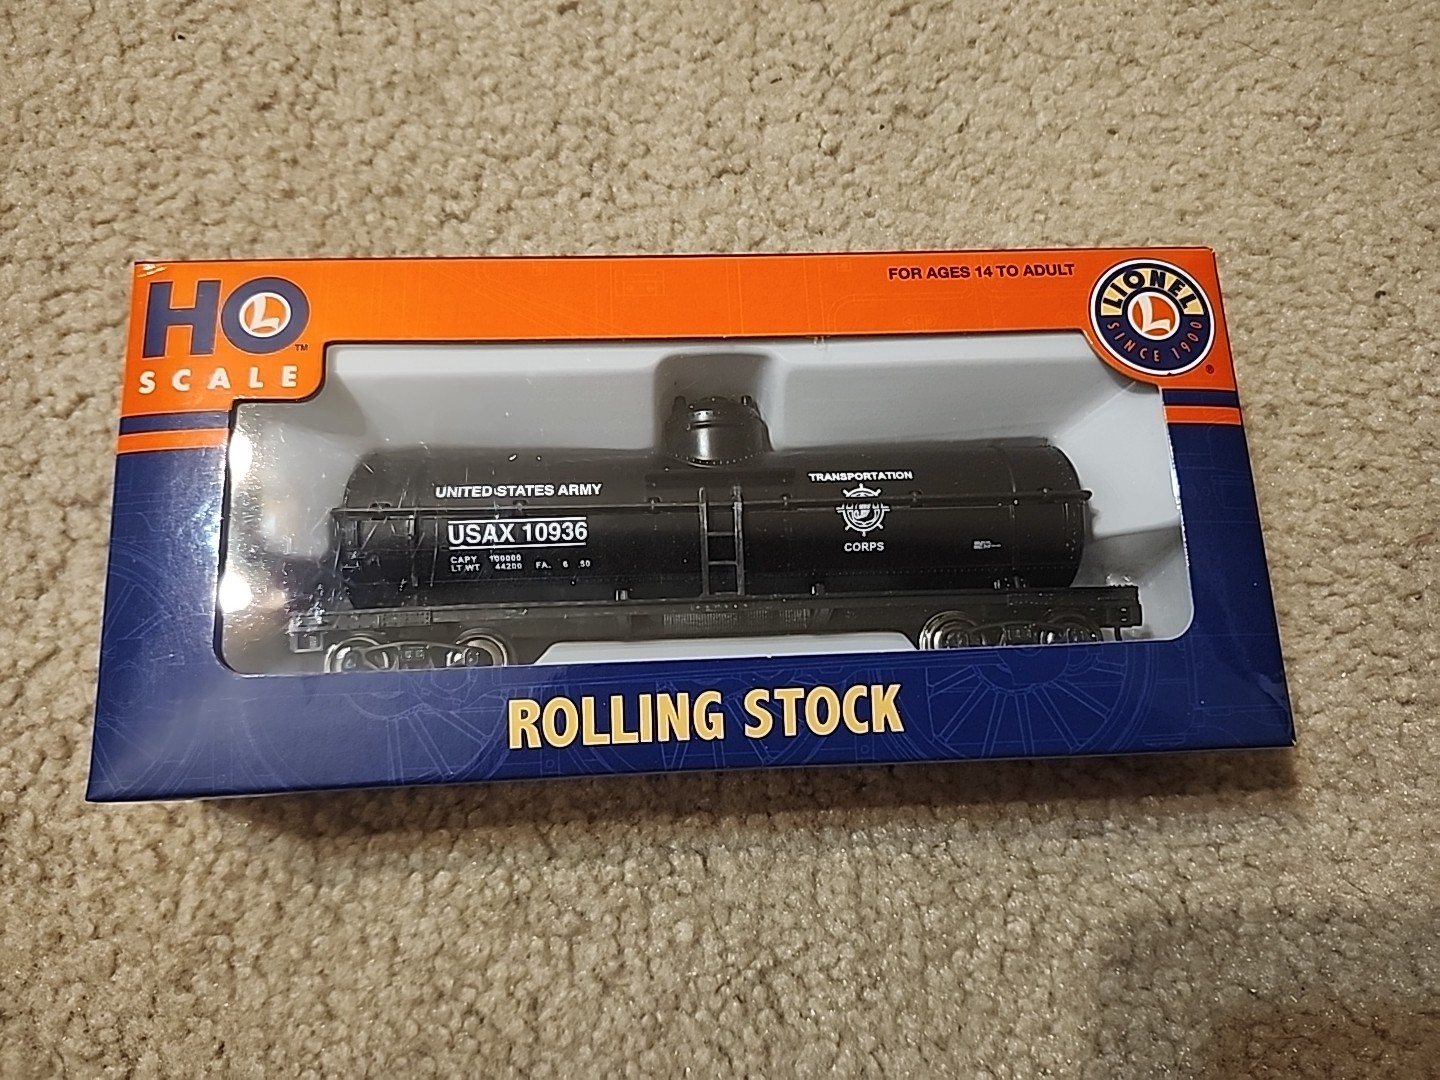 HO
L
TM
SCALE
FOR AGES 14 TO ADULT
LIONEL
L
SINCE 1900
®
UNITED STATES ARMY
USAX 10936
CAPY 100000
LT WT 44200 FA. 6 50
TRANSPORTATION
CORPS
ROLLING STOCK